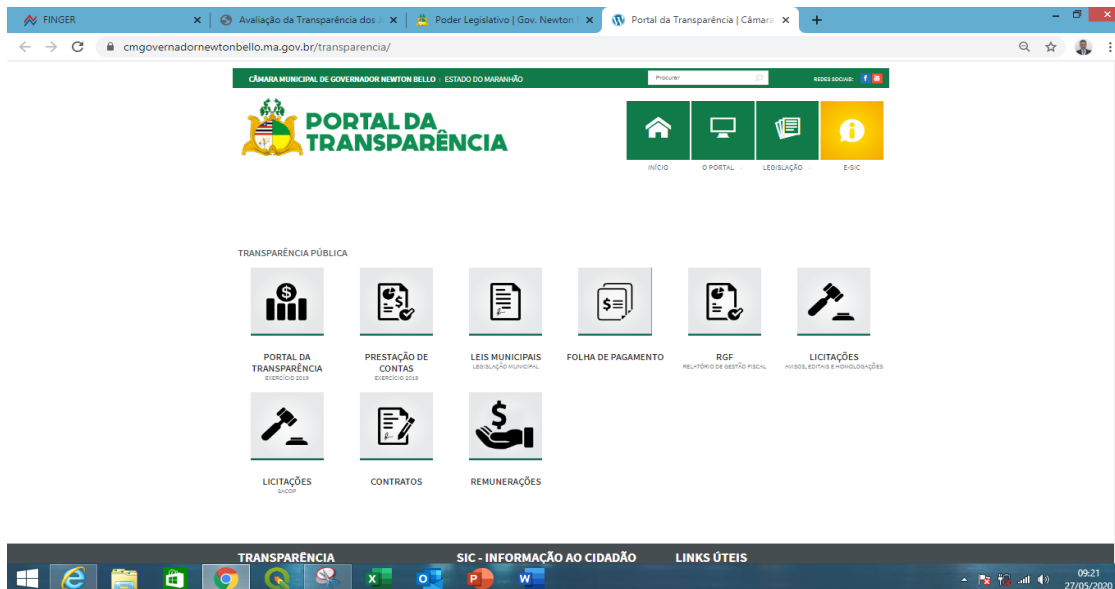 FINGER
Avaliação da Transparência dos
Poder Legislativo | Gov. Newton
Portal da Transparência | Câmara
cmgovernadornewtonbello.ma.gov.br/transparencia/
CÂMARA MUNICIPAL DE GOVERNADOR NEWTON BELLO | ESTADO DO MARANHÃO
Procurar
REDES SOCIAIS:
PORTAL DA
TRANSPARÊNCIA
INÍCIO O PORTAL LEGISLAÇÃO E-SIC
TRANSPARÊNCIA PÚBLICA
PORTAL DA
TRANSPARÊNCIA
EXERCÍCIO 2018
PRESTAÇÃO DE
CONTAS
EXERCÍCIO 2018
LEIS MUNICIPAIS
LEGISLAÇÃO MUNICIPAL
FOLHA DE PAGAMENTO
RGF
RELATÓRIO DE GESTÃO FISCAL
LICITAÇÕES
AVISOS, EDITAIS E HOMOLOGAÇÕES
LICITAÇÕES
SACOP
CONTRATOS
REMUNERAÇÕES
TRANSPARÊNCIA SIC - INFORMAÇÃO AO CIDADÃO LINKS ÚTEIS
09:21
27/05/2020